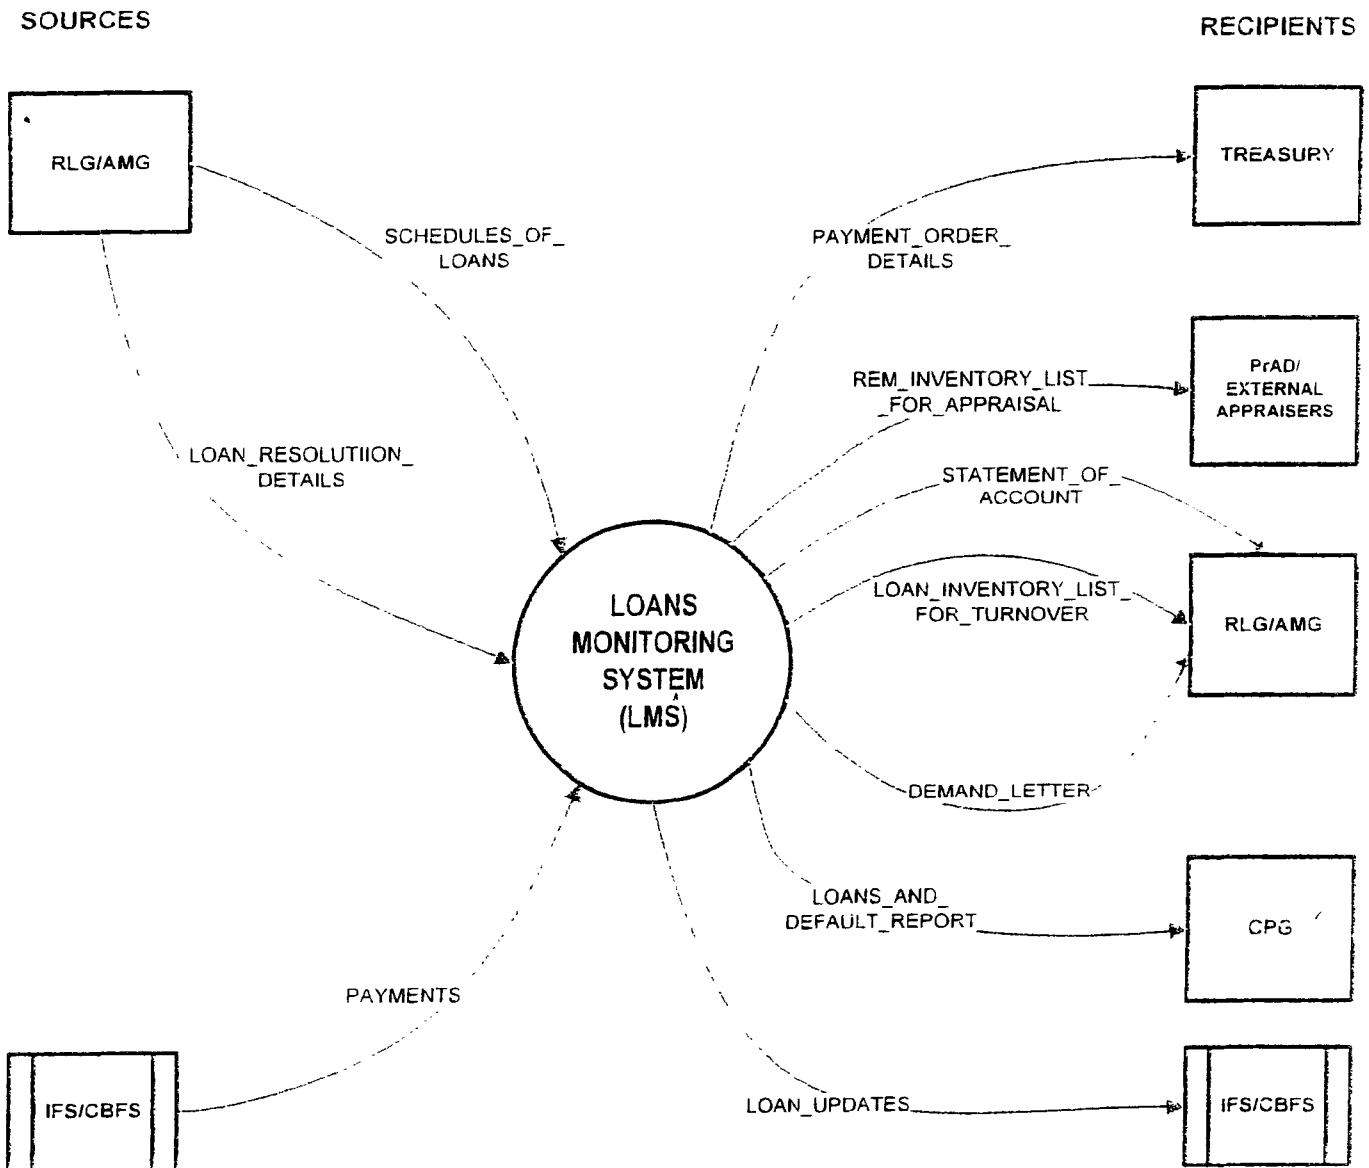 SOURCES
RECIPIENTS
RLG/AMG
TREASURY
SCHEDULES_OF_
LOANS
PAYMENT_ORDER_
DETAILS
REM_INVENTORY_LIST
_FOR_APPRAISAL
PrAD/
EXTERNAL
APPRAISERS
LOAN_RESOLUTIION_
DETAILS
STATEMENT_OF_
ACCOUNT
LOAN_INVENTORY_LIST_
FOR_TURNOVER
RLG/AMG
LOANS
MONITORING
SYSTEM
(LMS)
DEMAND_LETTER
LOANS_AND_
DEFAULT_REPORT
CPG
PAYMENTS
IFS/CBFS
LOAN_UPDATES
IFS/CBFS